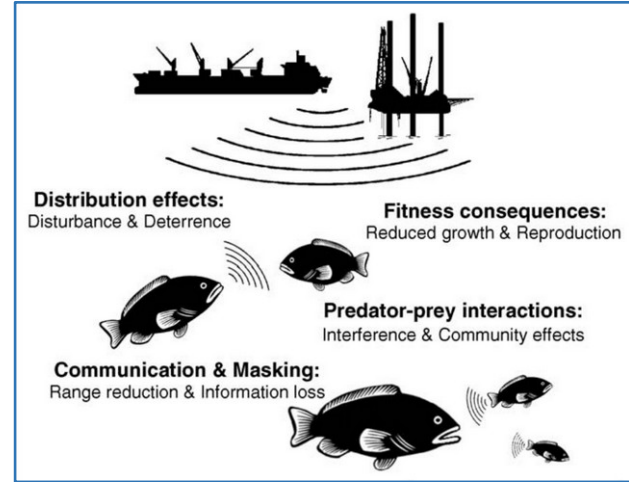 Distribution effects:
Disturbance & Deterrence
Fitness consequences:
Reduced growth & Reproduction
Predator-prey interactions:
Interference & Community effects
Communication & Masking:
Range reduction & Information loss